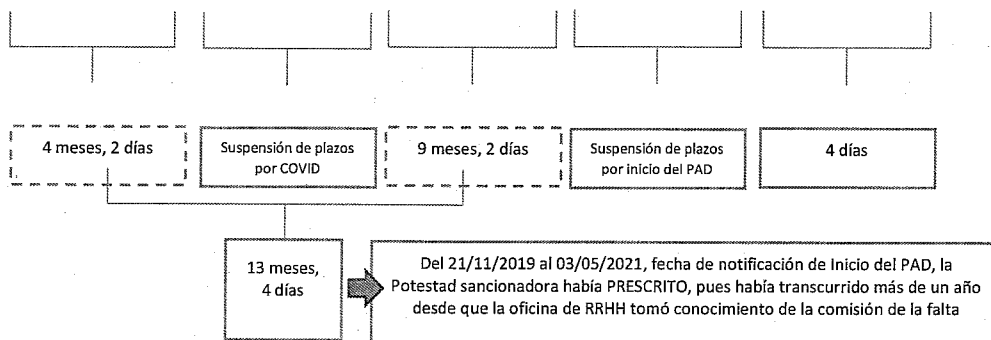 4 meses, 2 días
Suspensión de plazos
por COVID
9 meses, 2 días
Suspensión de plazos
por inicio del PAD
4 días
13 meses,
4 días
Del 21/11/2019 al 03/05/2021, fecha de notificación de Inicio del PAD, la
Potestad sancionadora había PRESCRITO, pues había transcurrido más de un año
desde que la oficina de RRHH tomó conocimiento de la comisión de la falta